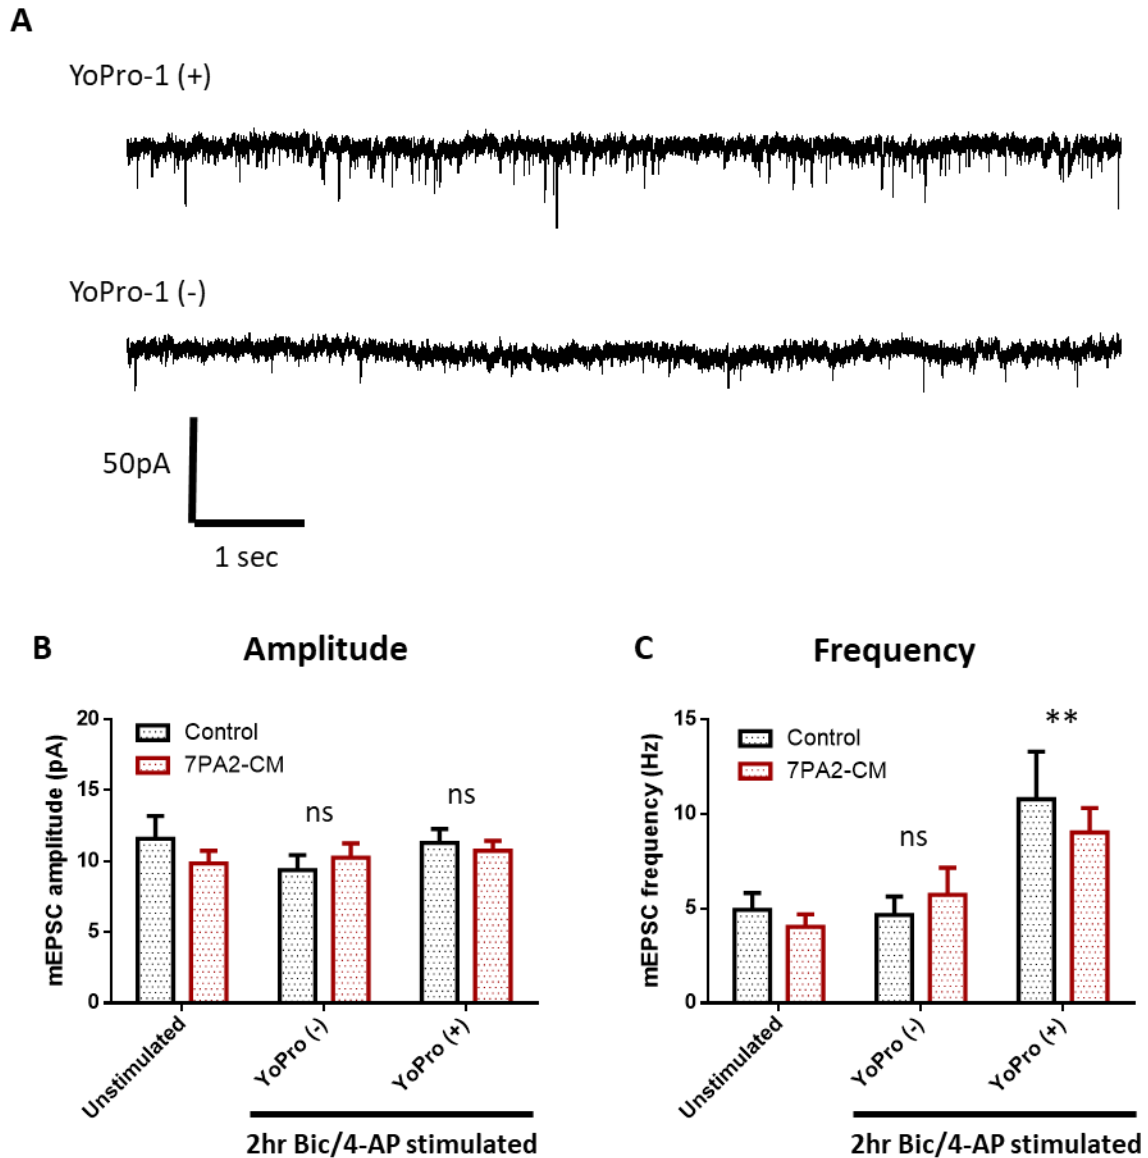 A
YoPro-1 (+)
YoPro-1 (-)
50pA
1 sec
B
Amplitude
mEPSC amplitude (pA)
20
15
10
5
0
Control
7PA2-CM
ns
ns
Unstimulated
YoPro (-)
YoPro (+)
2hr Bic/4-AP stimulated
C
Frequency
mEPSC frequency (Hz)
15
10
5
0
Control
7PA2-CM
ns
**
Unstimulated
YoPro (-)
YoPro (+)
2hr Bic/4-AP stimulated